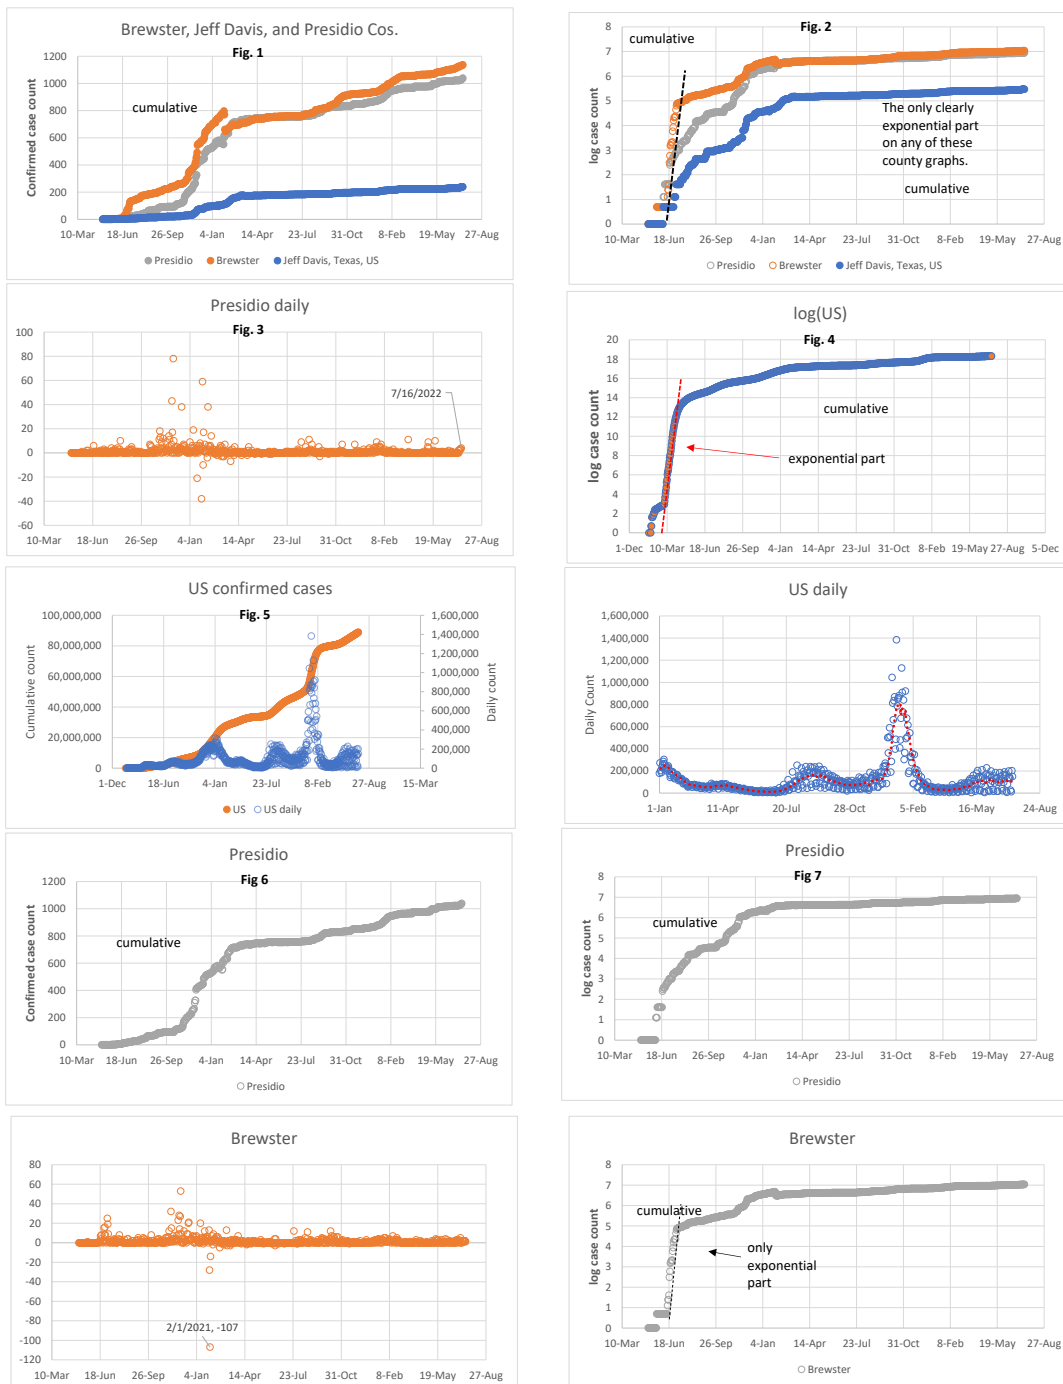 Brewster, Jeff Davis, and Presidio Cos.
Fig. 1
cumulative
Confirmed case count
1200
1000
800
600
400
200
0
10-Mar 18-Jun 26-Sep 4-Jan 14-Apr 23-Jul 31-Oct 8-Feb 19-May 27-Aug
Presidio Brewster Jeff Davis, Texas, US
Fig. 2
cumulative
log case count
8
7
6
5
4
3
2
1
0
The only clearly
exponential part
on any of these
county graphs.
cumulative
10-Mar 18-Jun 26-Sep 4-Jan 14-Apr 23-Jul 31-Oct 8-Feb 19-May 27-Aug
Presidio Brewster Jeff Davis, Texas, US
Presidio daily
Fig. 3
100
80
60
40
20
0
-20
-40
-60
7/16/2022
10-Mar 18-Jun 26-Sep 4-Jan 14-Apr 23-Jul 31-Oct 8-Feb 19-May 27-Aug
log(US)
Fig. 4
log case count
20
18
16
14
12
10
8
6
4
2
0
cumulative
exponential part
1-Dec 10-Mar 18-Jun 26-Sep 4-Jan 14-Apr 23-Jul 31-Oct 8-Feb 19-May 27-Aug 5-Dec
US confirmed cases
Fig. 5
Cumulative count
100,000,000
80,000,000
60,000,000
40,000,000
20,000,000
0
1,600,000
1,400,000
1,200,000
1,000,000
800,000
600,000
400,000
200,000
0
Daily count
1-Dec 18-Jun 4-Jan 23-Jul 8-Feb 27-Aug 15-Mar
US US daily
US daily
Daily Count
1,600,000
1,400,000
1,200,000
1,000,000
800,000
600,000
400,000
200,000
0
1-Jan 11-Apr 20-Jul 28-Oct 5-Feb 16-May 24-Aug
Presidio
Fig 6
cumulative
Confirmed case count
1200
1000
800
600
400
200
0
10-Mar 18-Jun 26-Sep 4-Jan 14-Apr 23-Jul 31-Oct 8-Feb 19-May 27-Aug
Presidio
Presidio
Fig 7
cumulative
log case count
8
7
6
5
4
3
2
1
0
10-Mar 18-Jun 26-Sep 4-Jan 14-Apr 23-Jul 31-Oct 8-Feb 19-May 27-Aug
Presidio
Brewster
80
60
40
20
0
-20
-40
-60
-80
-100
-120
2/1/2021, -107
10-Mar 18-Jun 26-Sep 4-Jan 14-Apr 23-Jul 31-Oct 8-Feb 19-May 27-Aug
Brewster
cumulative
log case count
8
7
6
5
4
3
2
1
0
only
exponential
part
10-Mar 18-Jun 26-Sep 4-Jan 14-Apr 23-Jul 31-Oct 8-Feb 19-May 27-Aug
Brewster